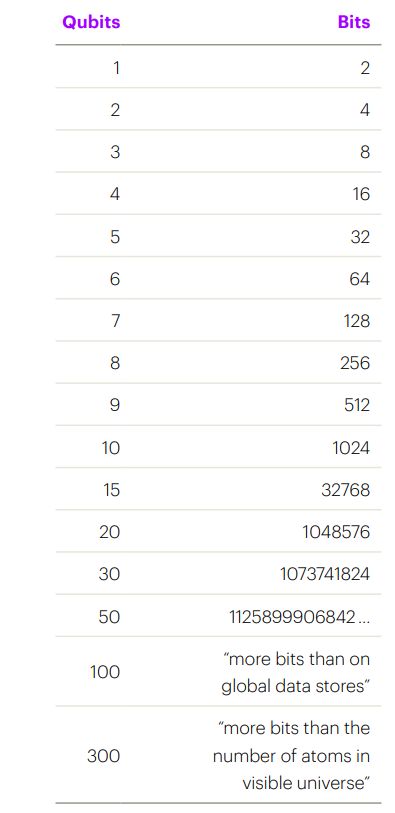 Qubits Bits
1 2
2 4
3 8
4 16
5 32
6 64
7 128
8 256
9 512
10 1024
15 32768
20 1048576
30 1073741824
50 1125899906842...
100 “more bits than on
global data stores”
300 “more bits than the
number of atoms in
visible universe”